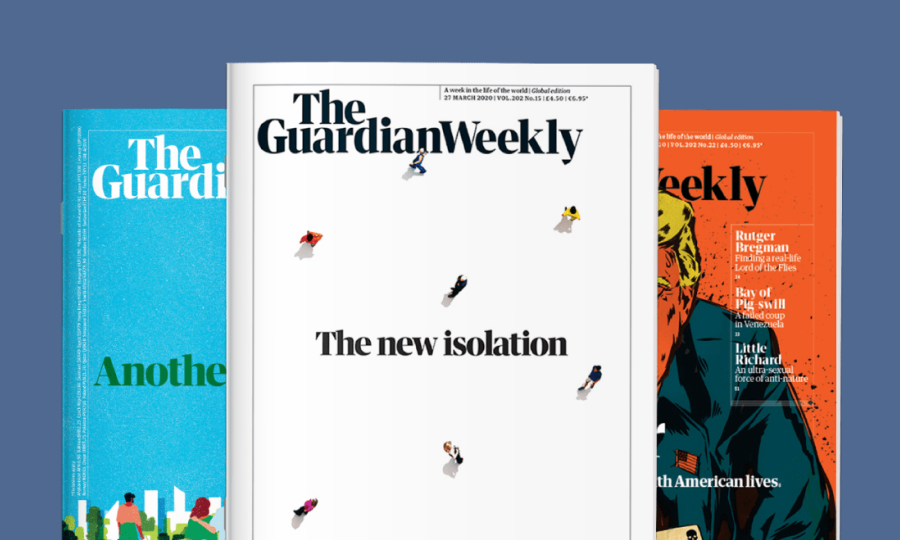 The
Guardi
Anothe
A week in the life of the world | Global edition
27 MARCH 2020 | VOL.202 No.15 | £4.50 | €6.95*
The
GuardianWeekly
The new isolation
he life of the world | Global edition
VOL.202 No.22 | £4.50 | €6.95*
eekly
Rutger
Bregman
Finding a real-life
Lord of the Flies
Bay of
Pig-swill
A failed coup
in Venezuela
Little
Richard
An ultra-sexual
force of anti-nature
th American lives.